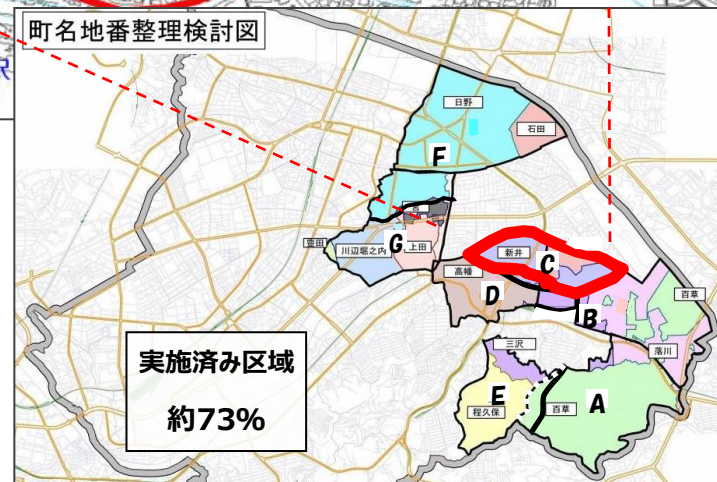 町名地番整理検討図
日野
石田
F
豊田
川辺堀之内
G
上田
新井
C
高幡
D
B
百草
落川
三沢
E
程久保
百草
A
実施済み区域
約73%